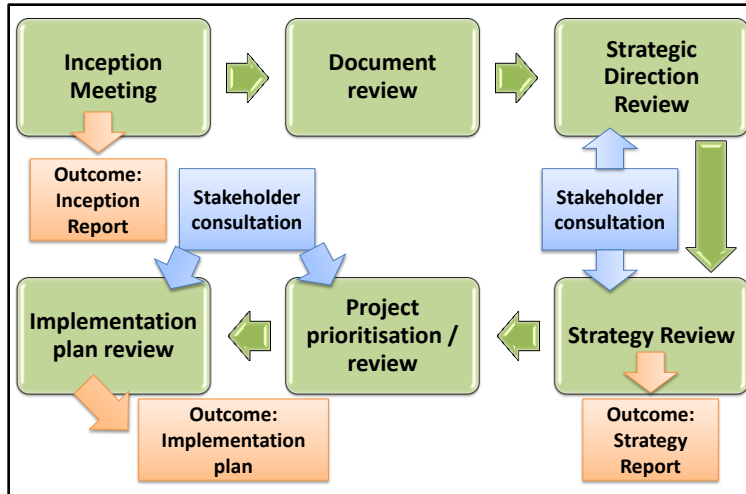 Inception
Meeting
Document
review
Strategic
Direction
Review
Outcome:
Inception
Report
Stakeholder
consultation
Stakeholder
consultation
Implementation
plan review
Project
prioritisation /
review
Strategy Review
Outcome:
Implementation
plan
Outcome:
Strategy
Report